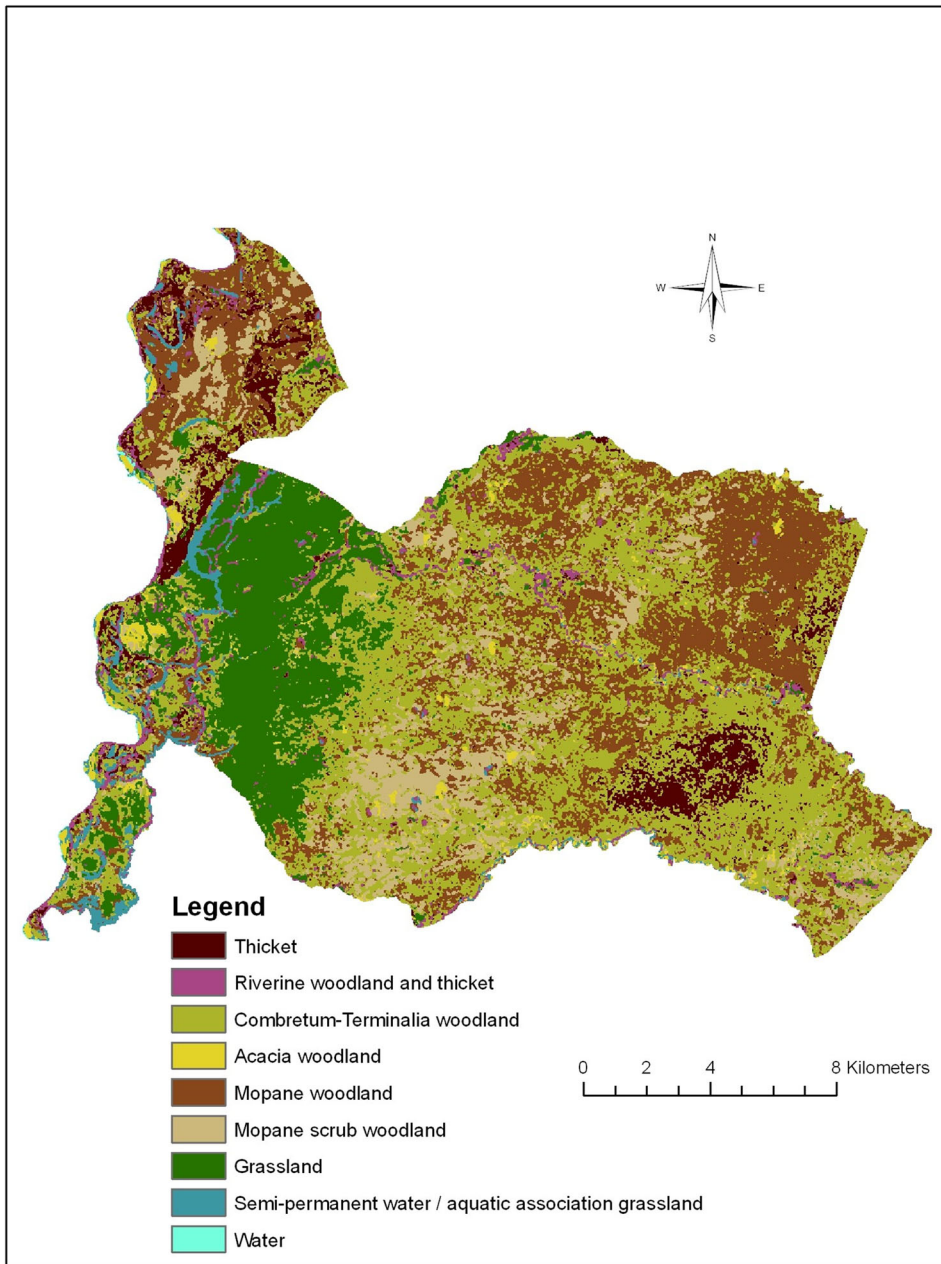 N
W E
S
Legend
Thicket
Riverine woodland and thicket
Combretum-Terminalia woodland
Acacia woodland
Mopane woodland
Mopane scrub woodland
Grassland
Semi-permanent water / aquatic association grassland
Water
0 2 4 8 Kilometers